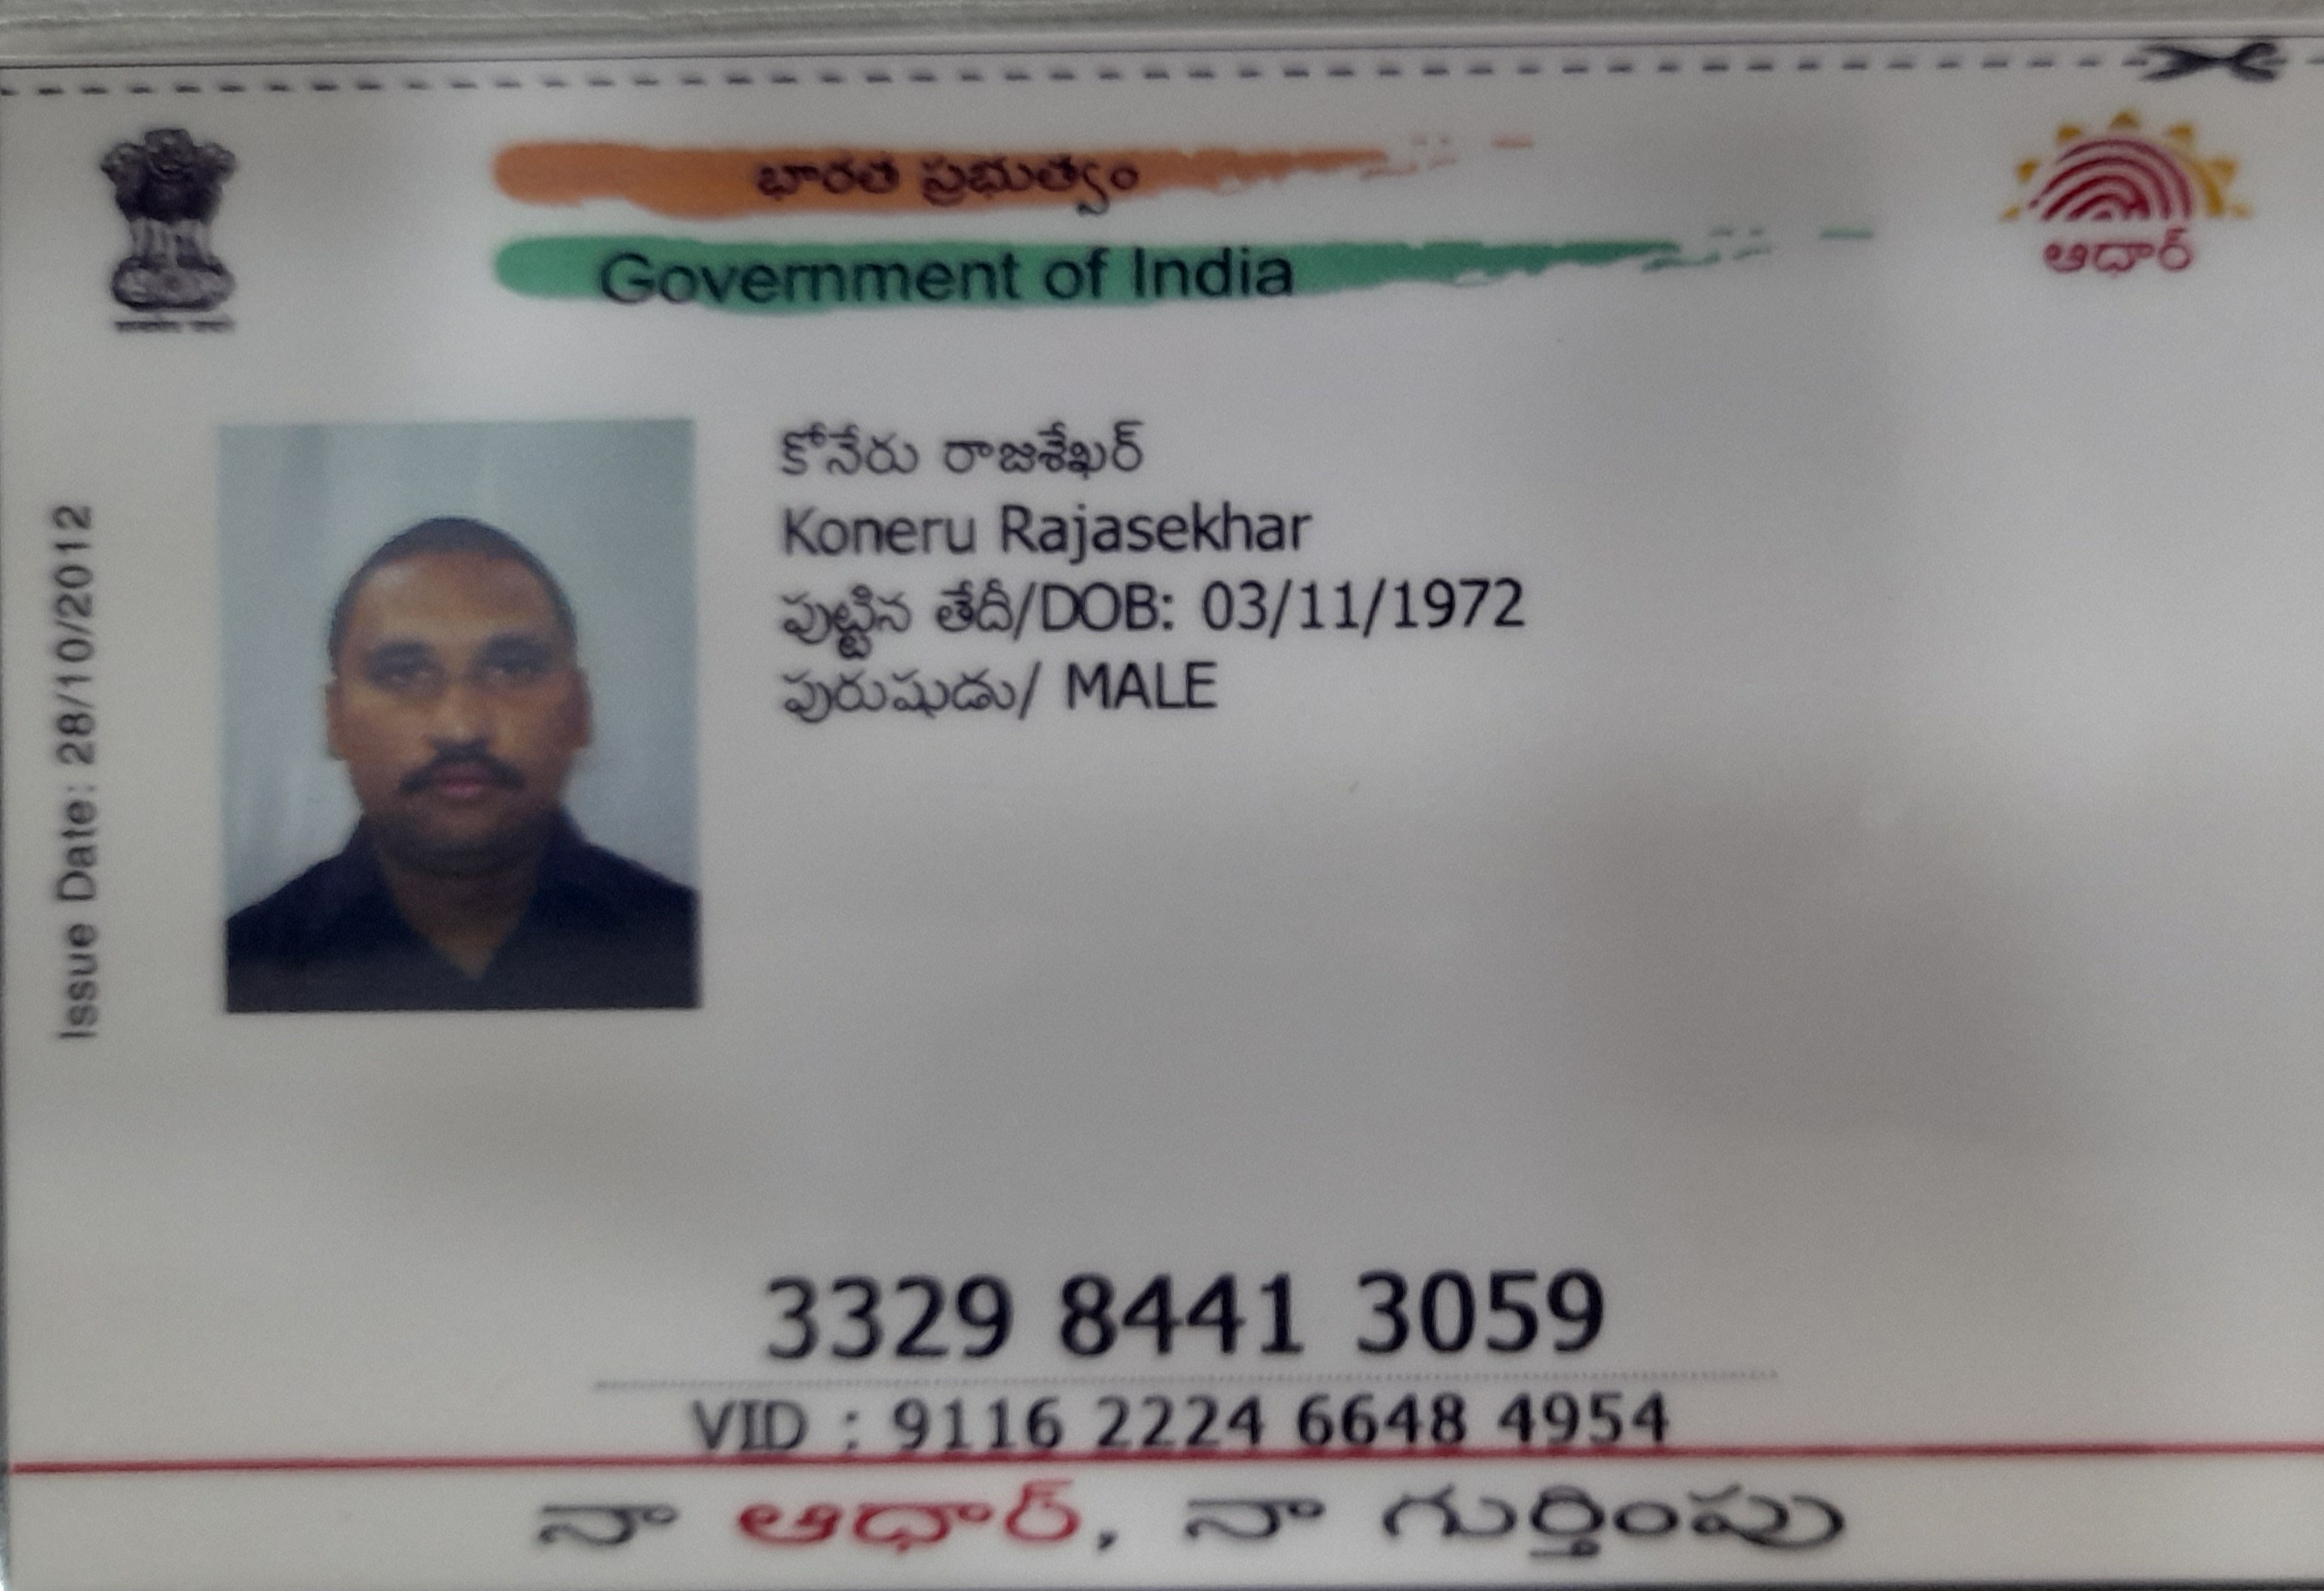 భారత ప్రభుత్వం
Government of India
ఆధార్
Issue Date: 28/10/2012
కోనేరు రాజశేఖర్
Koneru Rajasekhar
పుట్టిన తేదీ/DOB: 03/11/1972
పురుషుడు/ MALE
3329 8441 3059
VID : 9116 2224 6648 4954
నా ఆధార్, నా గుర్తింపు